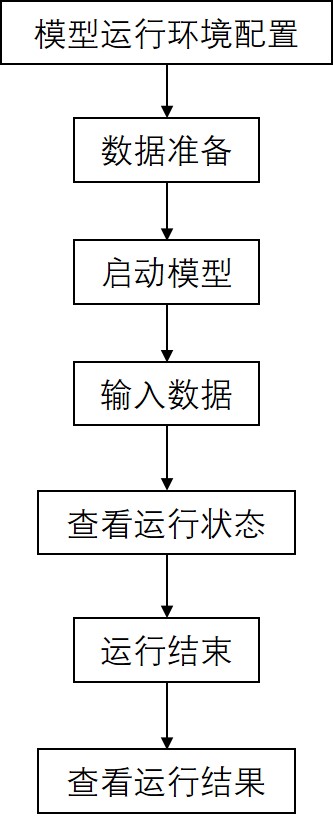 模型运行环境配置
数据准备
启动模型
输入数据
查看运行状态
运行结束
查看运行结果